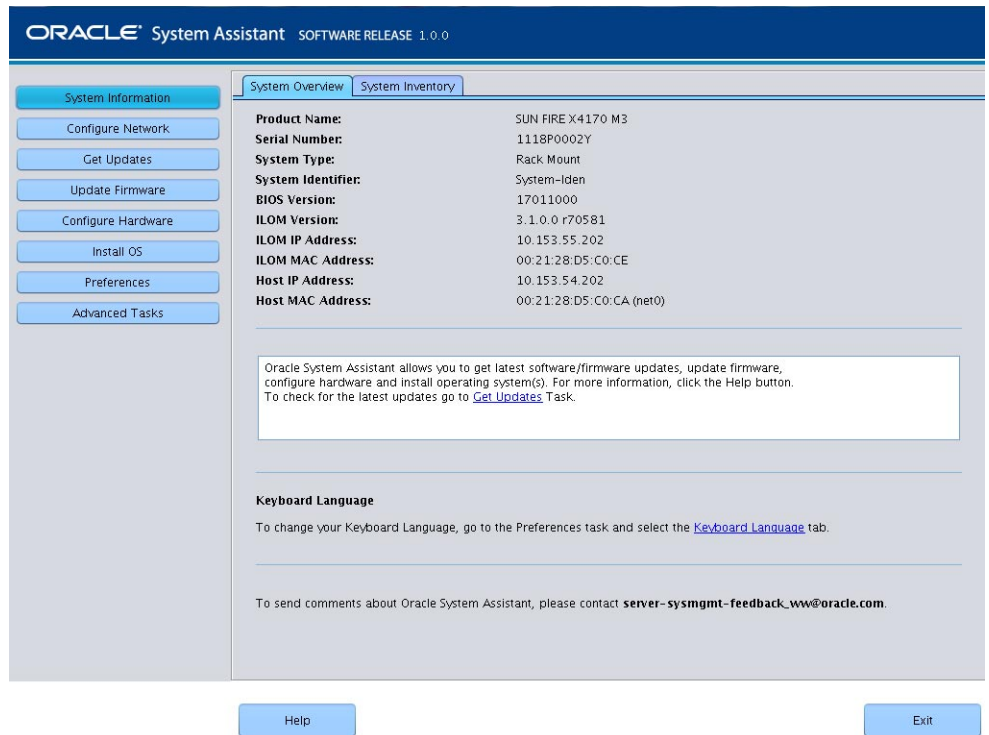 ORACLE System Assistant SOFTWARE RELEASE 1.0.0
System Information
Configure Network
Get Updates
Update Firmware
Configure Hardware
Install OS
Preferences
Advanced Tasks
System Overview System Inventory
Product Name: SUN FIRE X4170 M3
Serial Number: 1118P0002Y
System Type: Rack Mount
System Identifier: System-Iden
BIOS Version: 17011000
ILOM Version: 3.1.0.0 r70581
ILOM IP Address: 10.153.55.202
ILOM MAC Address: 00:21:28:D5:C0:CE
Host IP Address: 10.153.54.202
Host MAC Address: 00:21:28:D5:C0:CA (net0)
Oracle System Assistant allows you to get latest software/firmware updates, update firmware,
configure hardware and install operating system(s). For more information, click the Help button.
To check for the latest updates go to Get Updates Task.
Keyboard Language
To change your Keyboard Language, go to the Preferences task and select the Keyboard Language tab.
To send comments about Oracle System Assistant, please contact server-sysmgmt-feedback_ww@oracle.com.
Help Exit